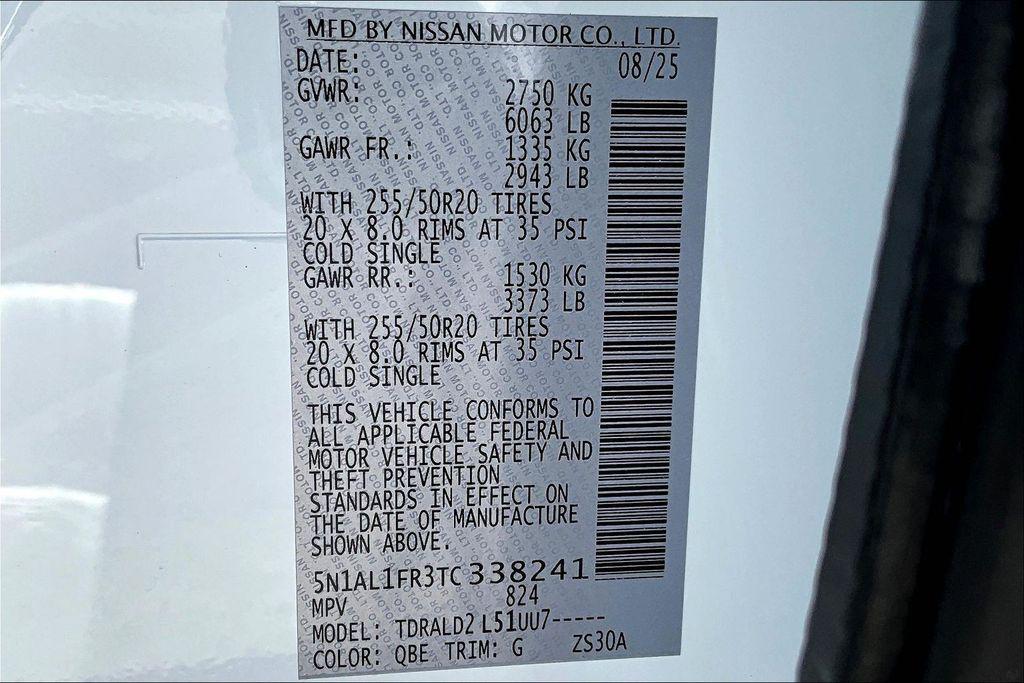 MFD BY NISSAN MOTOR CO., LTD.
DATE: 08/25
GVWR: 2750 KG
6063 LB
GAWR FR.: 1335 KG
2943 LB
WITH 255/50R20 TIRES
20 X 8.0 RIMS AT 35 PSI
COLD SINGLE
GAWR RR.: 1530 KG
3373 LB
WITH 255/50R20 TIRES
20 X 8.0 RIMS AT 35 PSI
COLD SINGLE
THIS VEHICLE CONFORMS TO
ALL APPLICABLE FEDERAL
MOTOR VEHICLE SAFETY AND
THEFT PREVENTION
STANDARDS IN EFFECT ON
THE DATE OF MANUFACTURE
SHOWN ABOVE.
5N1AL1FR3TC338241
MPV 824
MODEL: TDRALD2 L51UU7-----
COLOR: QBE TRIM: G ZS30A